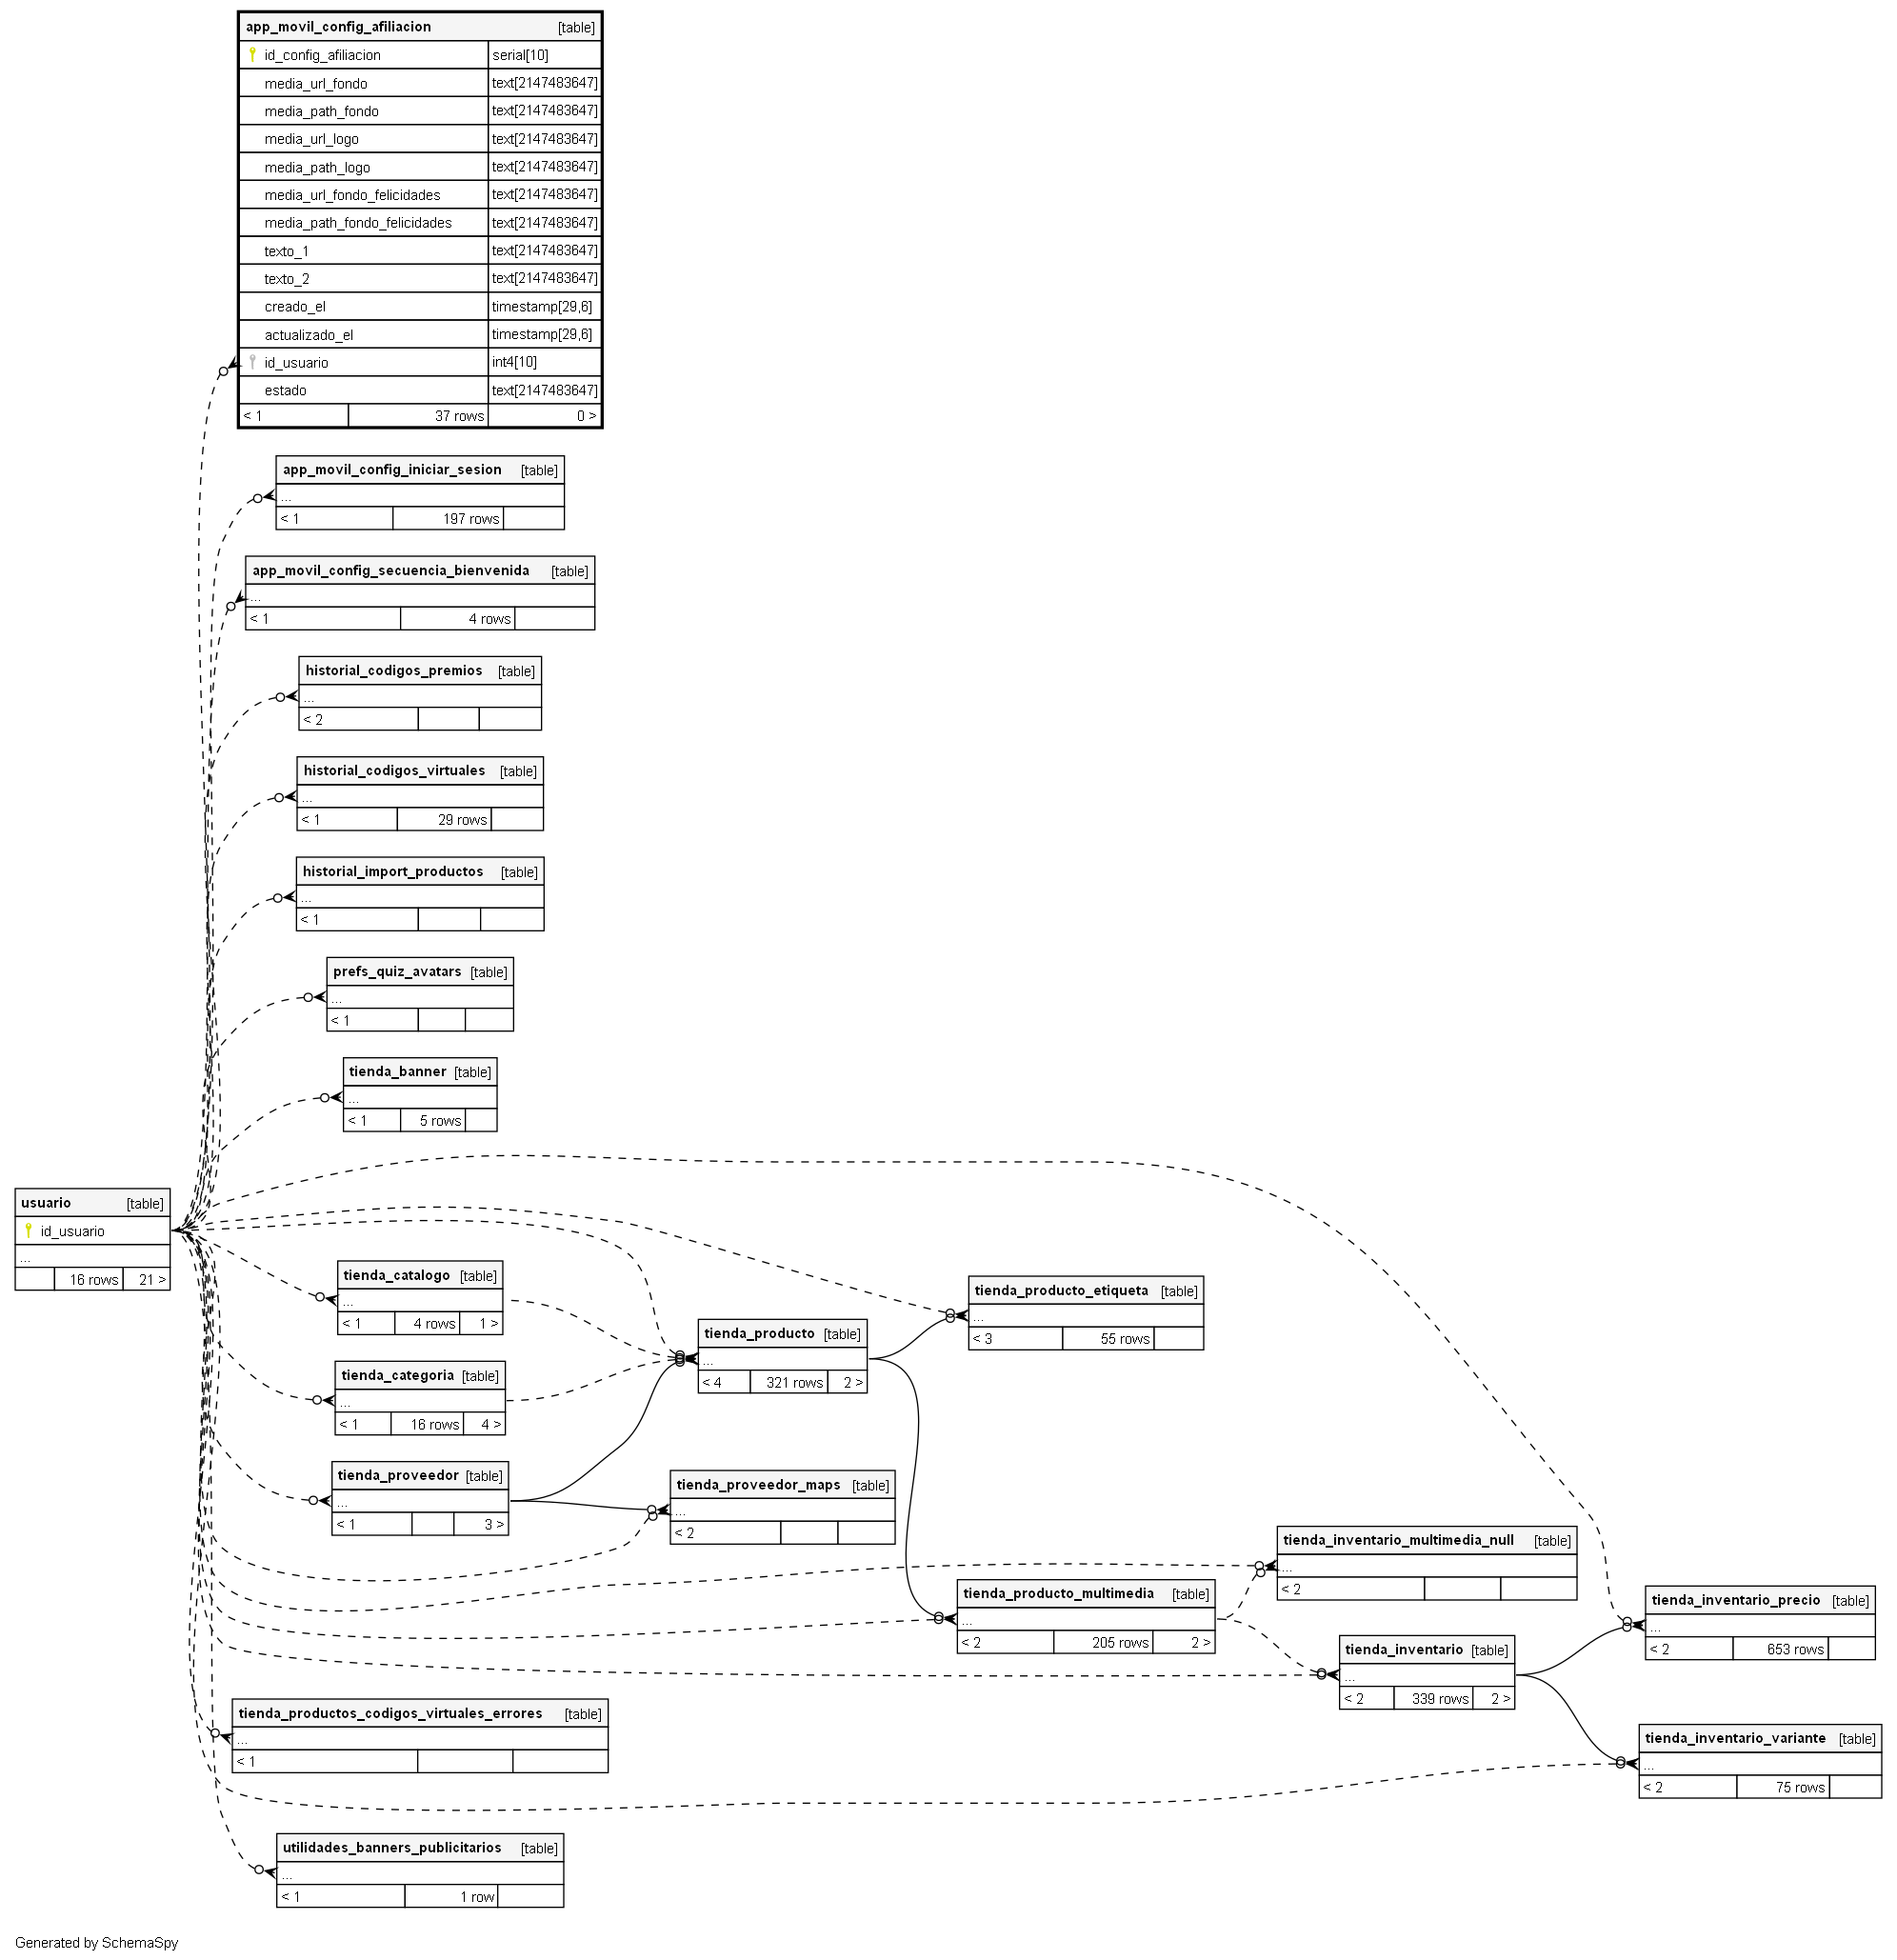 app_movil_config_afiliacion [table]
id_config_afiliacion serial[10]
media_url_fondo text[2147483647]
media_path_fondo text[2147483647]
media_url_logo text[2147483647]
media_path_logo text[2147483647]
media_url_fondo_felicidades text[2147483647]
media_path_fondo_felicidades text[2147483647]
texto_1 text[2147483647]
texto_2 text[2147483647]
creado_el timestamp[29,6]
actualizado_el timestamp[29,6]
id_usuario int4[10]
estado text[2147483647]
< 1 37 rows 0 >
app_movil_config_iniciar_sesion [table]
...
< 1 197 rows
app_movil_config_secuencia_bienvenida [table]
...
< 1 4 rows
historial_codigos_premios [table]
...
< 2
historial_codigos_virtuales [table]
...
< 1 29 rows
historial_import_productos [table]
...
< 1
prefs_quiz_avatars [table]
...
< 1
tienda_banner [table]
...
< 1 5 rows
usuario [table]
id_usuario
...
16 rows 21 >
tienda_catalogo [table]
...
< 1 4 rows 1 >
tienda_categoria [table]
...
< 1 16 rows 4 >
tienda_proveedor [table]
...
< 1 3 >
tienda_producto [table]
...
< 4 321 rows 2 >
tienda_proveedor_maps [table]
...
< 2
tienda_producto_etiqueta [table]
...
< 3 55 rows
tienda_producto_multimedia [table]
...
< 2 205 rows 2 >
tienda_inventario_multimedia_null [table]
...
< 2
tienda_inventario [table]
...
< 2 339 rows 2 >
tienda_inventario_precio [table]
...
< 2 653 rows
tienda_inventario_variante [table]
...
< 2 75 rows
tienda_productos_codigos_virtuales_errores [table]
...
< 1
utilidades_banners_publicitarios [table]
...
< 1 1 row
Generated by SchemaSpy